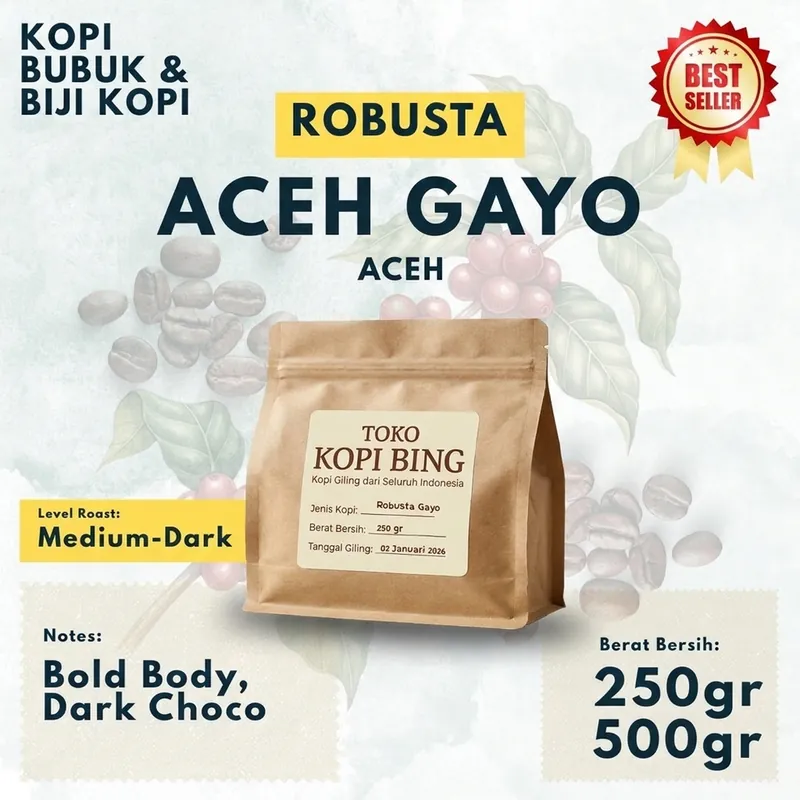 KOPI
BUBUK &
BIJI KOPI
BEST
SELLER
ROBUSTA
ACEH GAYO
ACEH
TOKO
KOPI BING
Kopi Giling dari Seluruh Indonesia
Jenis Kopi: Robusta Gayo
Berat Bersih: 250 gr
Tanggal Giling: 02 Januari 2026
Level Roast:
Medium-Dark
Notes:
Bold Body,
Dark Choco
Berat Bersih:
250gr
500gr